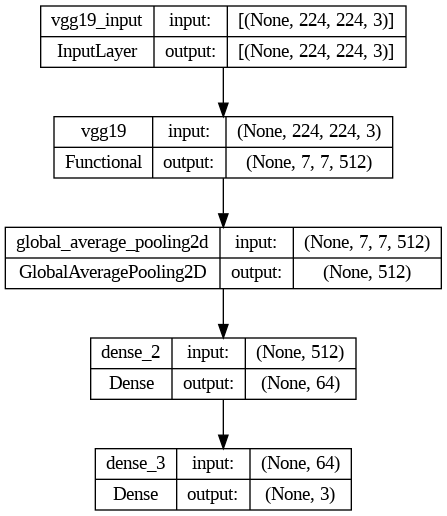 vgg19_input input: [(None, 224, 224, 3)]
InputLayer output: [(None, 224, 224, 3)]
vgg19 input: (None, 224, 224, 3)
Functional output: (None, 7, 7, 512)
global_average_pooling2d input: (None, 7, 7, 512)
GlobalAveragePooling2D output: (None, 512)
dense_2 input: (None, 512)
Dense output: (None, 64)
dense_3 input: (None, 64)
Dense output: (None, 3)